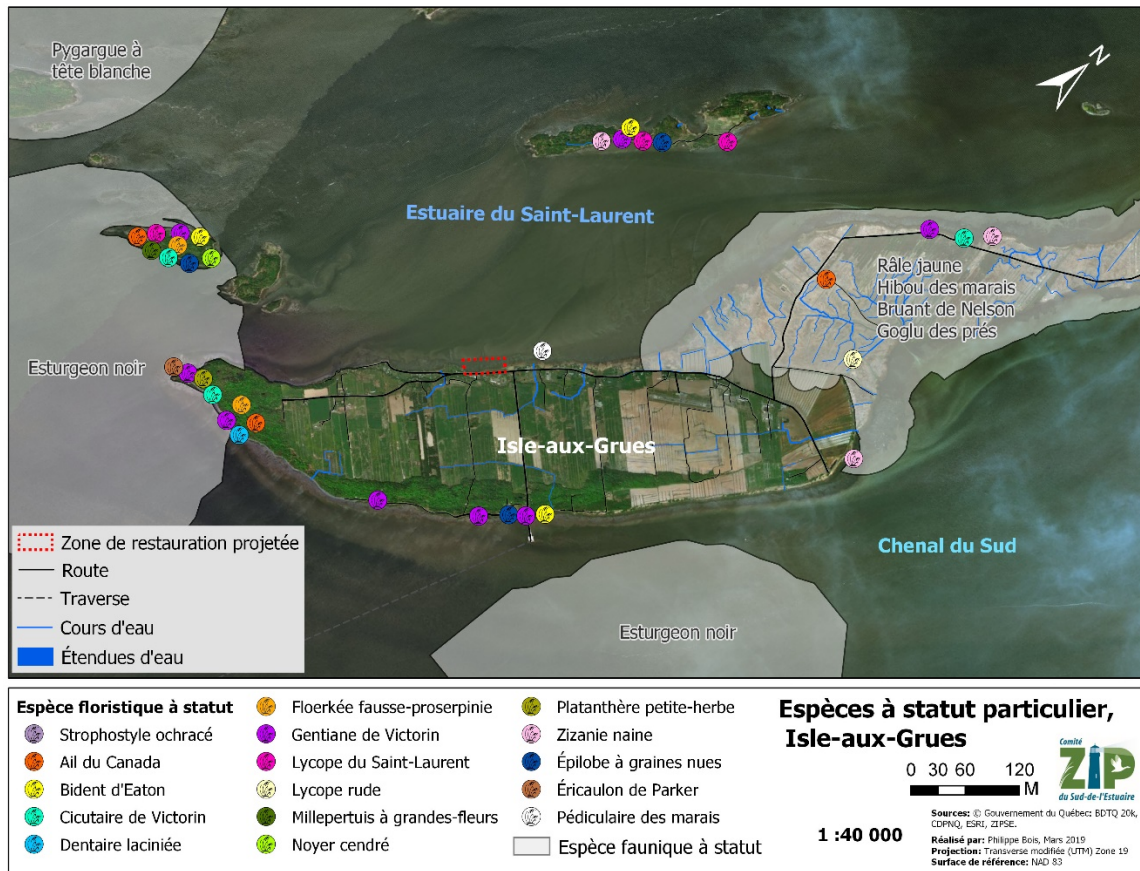 Pygargue à
tête blanche
N
Estuaire du Saint-Laurent
Râle jaune
Hibou des marais
Bruant de Nelson
Goglu des prés
Esturgeon noir
Isle-aux-Grues
Chenal du Sud
Esturgeon noir
Zone de restauration projetée
Route
Traverse
Cours d'eau
Étendues d'eau
Espèce floristique à statut
Strophostyle ochracé
Ail du Canada
Bident d'Eaton
Cicutaire de Victorin
Dentaire laciniée
Floerkée fausse-proserpinie
Gentiane de Victorin
Lycope du Saint-Laurent
Lycope rude
Millepertuis à grandes-fleurs
Noyer cendré
Platanthère petite-herbe
Zizanie naine
Épilobe à graines nues
Éricaulon de Parker
Pédiculaire des marais
Espèce faunique à statut
Espèces à statut particulier,
Isle-aux-Grues
0 30 60 120
M
1 :40 000
Comité
ZIP
du Sud-de-l'Estuaire
Sources: © Gouvernement du Québec: BDTQ 20k,
CDPNQ, ESRI, ZIPSE.
Réalisé par: Philippe Bois, Mars 2019
Projection: Transverse modifiée (UTM) Zone 19
Surface de référence: NAD 83